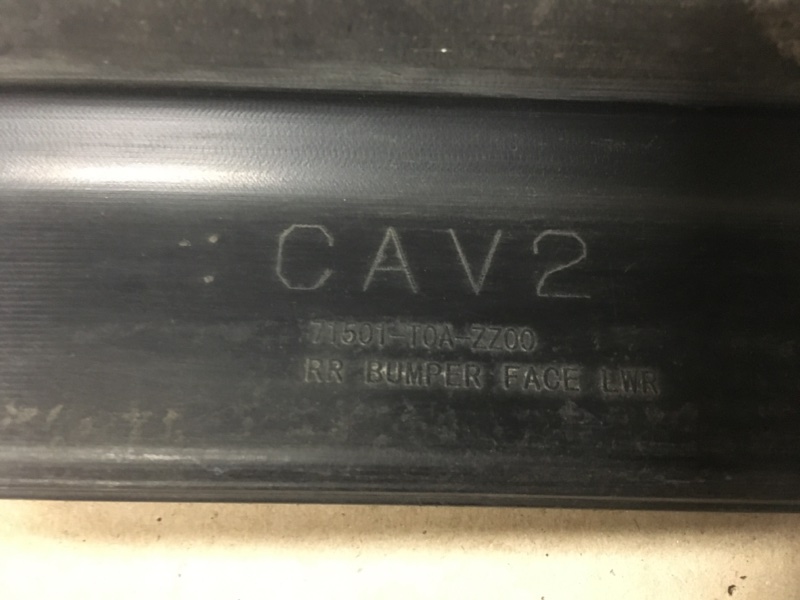 CAV2
71501-T0A-ZZ00
RR BUMPER FACE LWR